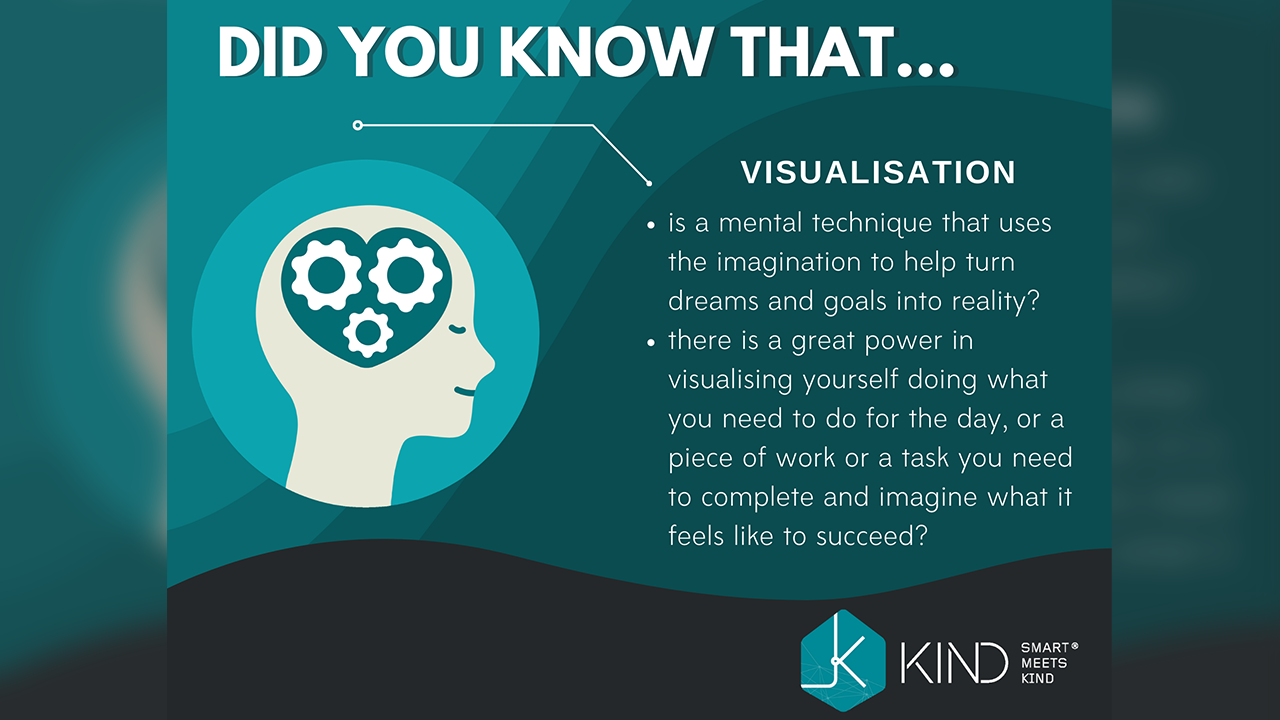 DID YOU KNOW THAT...
VISUALISATION
• is a mental technique that uses
the imagination to help turn
dreams and goals into reality?
• there is a great power in
visualising yourself doing what
you need to do for the day, or a
piece of work or a task you need
to complete and imagine what it
feels like to succeed?
KIND
SMART®
MEETS
KIND